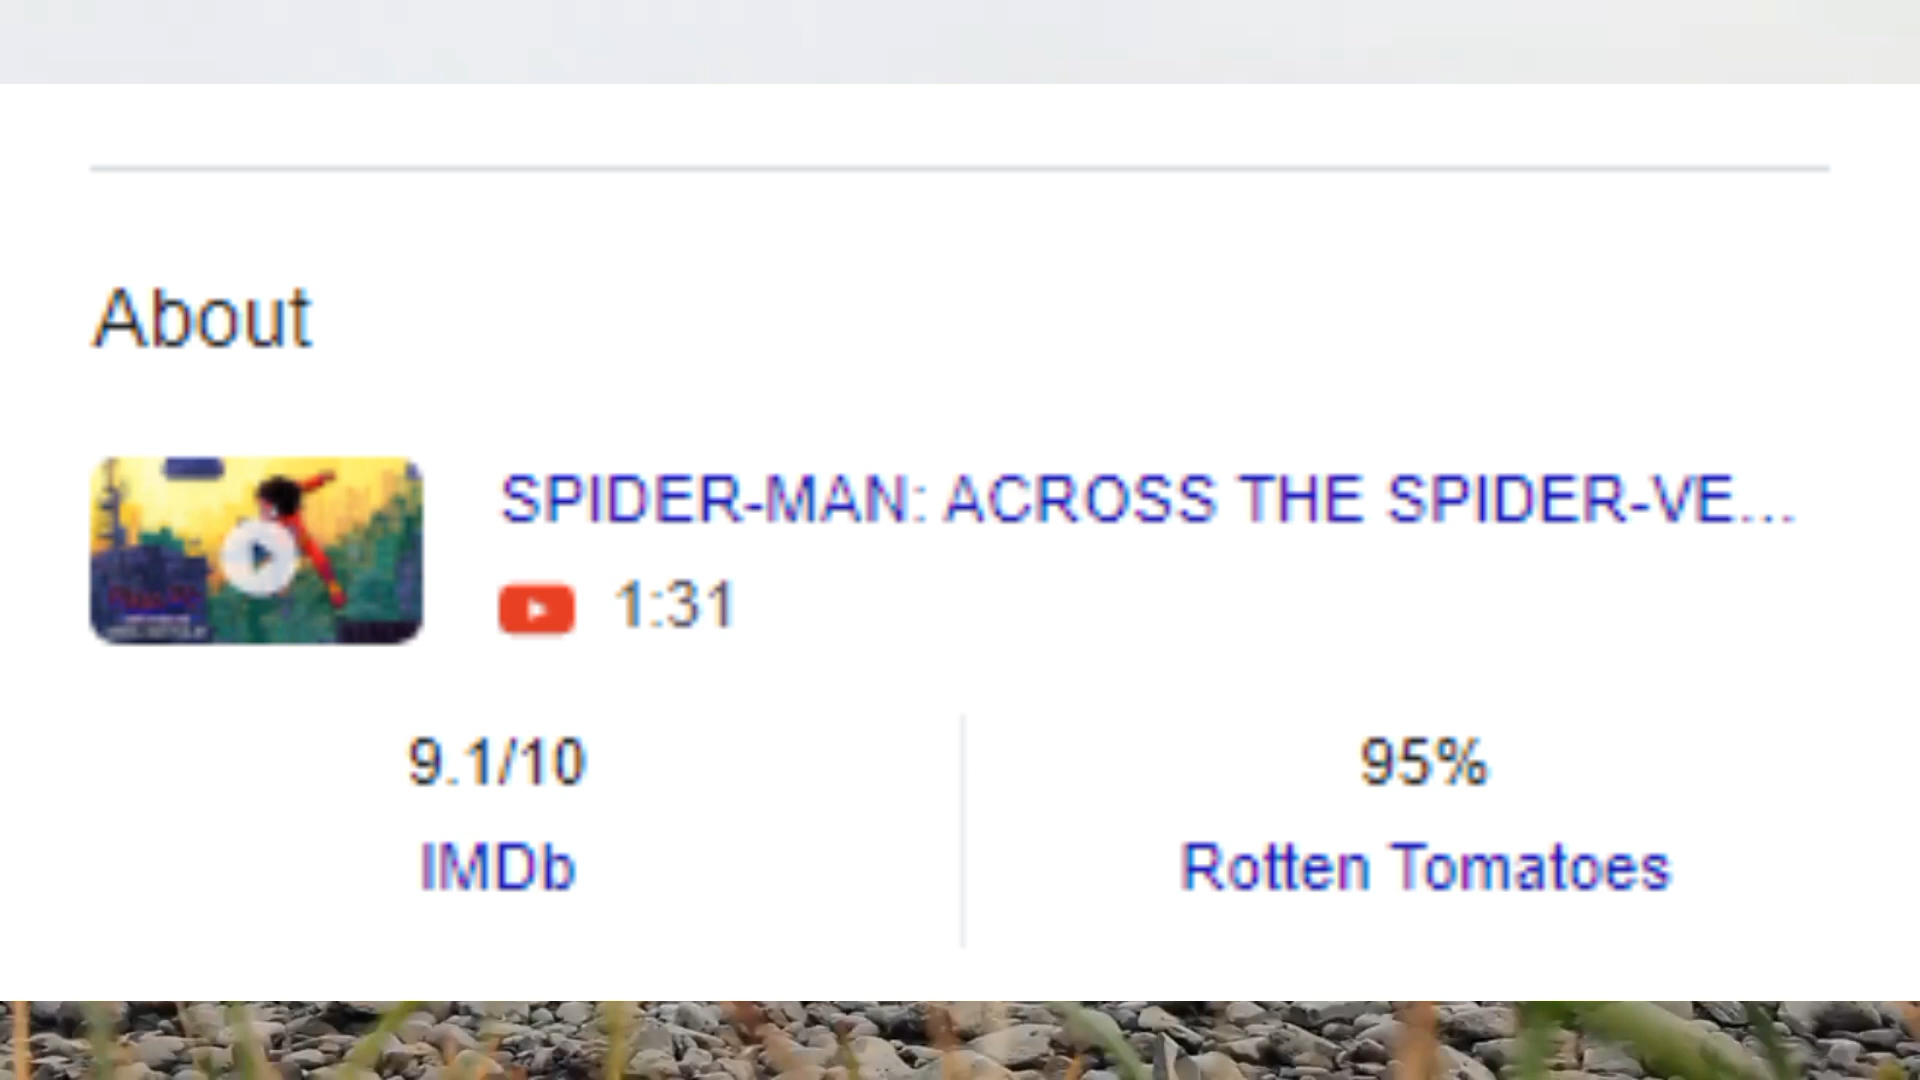 About
SPIDER-MAN: ACROSS THE SPIDER-VE...
1:31
9.1/10
95%
IMDb
Rotten Tomatoes